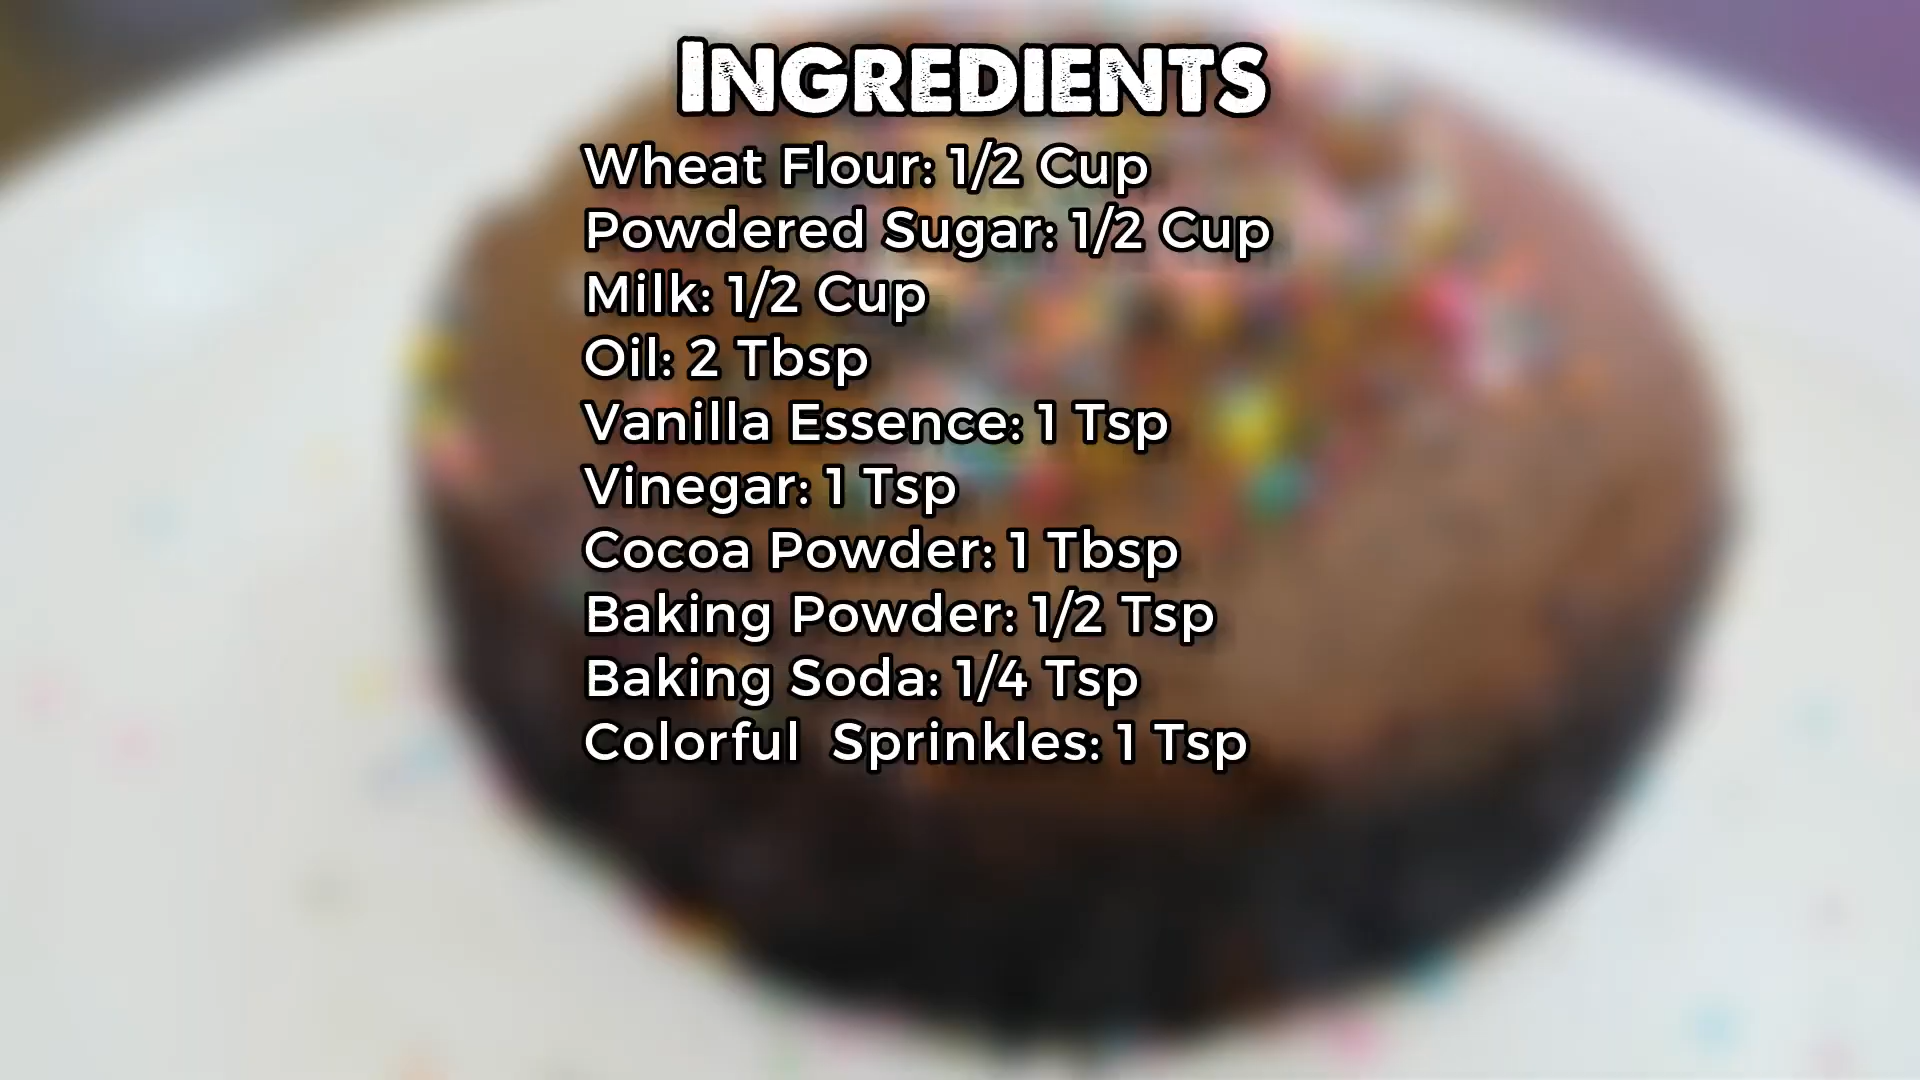 INGREDIENTS
Wheat Flour: 1/2 Cup
Powdered Sugar: 1/2 Cup
Milk: 1/2 Cup
Oil: 2 Tbsp
Vanilla Essence: 1 Tsp
Vinegar: 1 Tsp
Cocoa Powder: 1 Tbsp
Baking Powder: 1/2 Tsp
Baking Soda: 1/4 Tsp
Colorful  Sprinkles: 1 Tsp